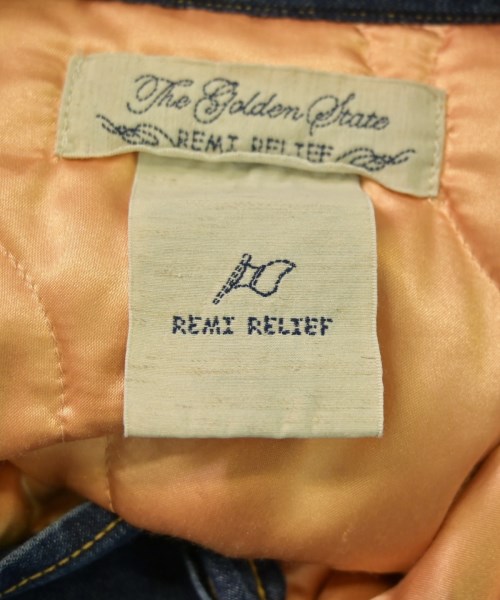 The Golden State
REMI RELIEF
REMI RELIEF